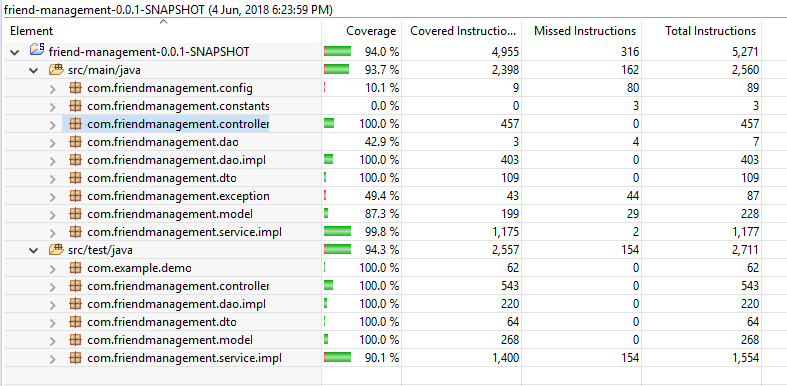 friend-management-0.0.1-SNAPSHOT (4 Jun, 2018 6:23:59 PM)
Element Coverage Covered Instructio... Missed Instructions Total Instructions
friend-management-0.0.1-SNAPSHOT 94.0 % 4,955 316 5,271
src/main/java 93.7 % 2,398 162 2,560
com.friendmanagement.config 10.1 % 9 80 89
com.friendmanagement.constants 0.0 % 0 3 3
com.friendmanagement.controller 100.0 % 457 0 457
com.friendmanagement.dao 42.9 % 3 4 7
com.friendmanagement.dao.impl 100.0 % 403 0 403
com.friendmanagement.dto 100.0 % 109 0 109
com.friendmanagement.exception 49.4 % 43 44 87
com.friendmanagement.model 87.3 % 199 29 228
com.friendmanagement.service.impl 99.8 % 1,175 2 1,177
src/test/java 94.3 % 2,557 154 2,711
com.example.demo 100.0 % 62 0 62
com.friendmanagement.controller 100.0 % 543 0 543
com.friendmanagement.dao.impl 100.0 % 220 0 220
com.friendmanagement.dto 100.0 % 64 0 64
com.friendmanagement.model 100.0 % 268 0 268
com.friendmanagement.service.impl 90.1 % 1,400 154 1,554